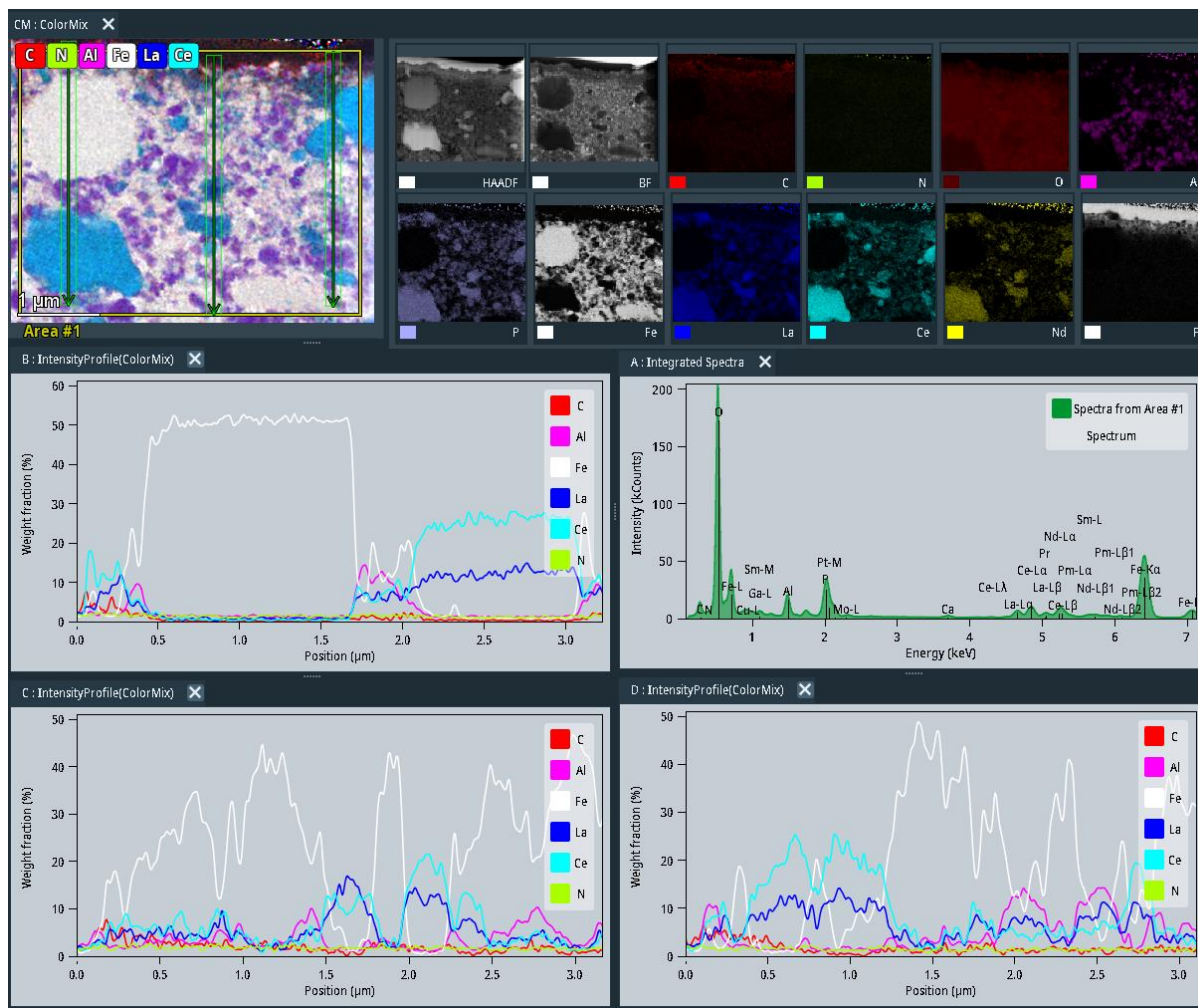 CM : ColorMix
C N Al Fe La Ce
1 µm
Area #1
HAADF
BF
C
N
O
A
P
Fe
La
Ce
Nd
B : IntensityProfile(ColorMix)
60
50
40
30
20
10
0
Weight fraction (%)
C
Al
Fe
La
Ce
N
0.0 0.5 1.0 1.5 2.0 2.5 3.0
Position (µm)
A : Integrated Spectra
200
150
100
50
0
Intensity (kCounts)
Spectra from Area #1
Spectrum
O
Sm-L
Nd-Lα
Pr
Pm-Lβ1
Ce-Lα
Pm-Lα
Fe-Kα
Sm-M
Pt-M
Ce-Lλ
La-Lβ
Nd-Lβ1
Pm-Lβ2
Fe-L
Ga-L
Al
P
La-Lα
Ce-Lβ
Nd-Lβ2
C N
Cu-L
Mo-L
Ca
1 2 3 4 5 6 7
Energy (keV)
C : IntensityProfile(ColorMix)
50
40
30
20
10
0
Weight fraction (%)
C
Al
Fe
La
Ce
N
0.0 0.5 1.0 1.5 2.0 2.5 3.0
Position (µm)
D : IntensityProfile(ColorMix)
50
40
30
20
10
0
Weight fraction (%)
C
Al
Fe
La
Ce
N
0.0 0.5 1.0 1.5 2.0 2.5 3.0
Position (µm)